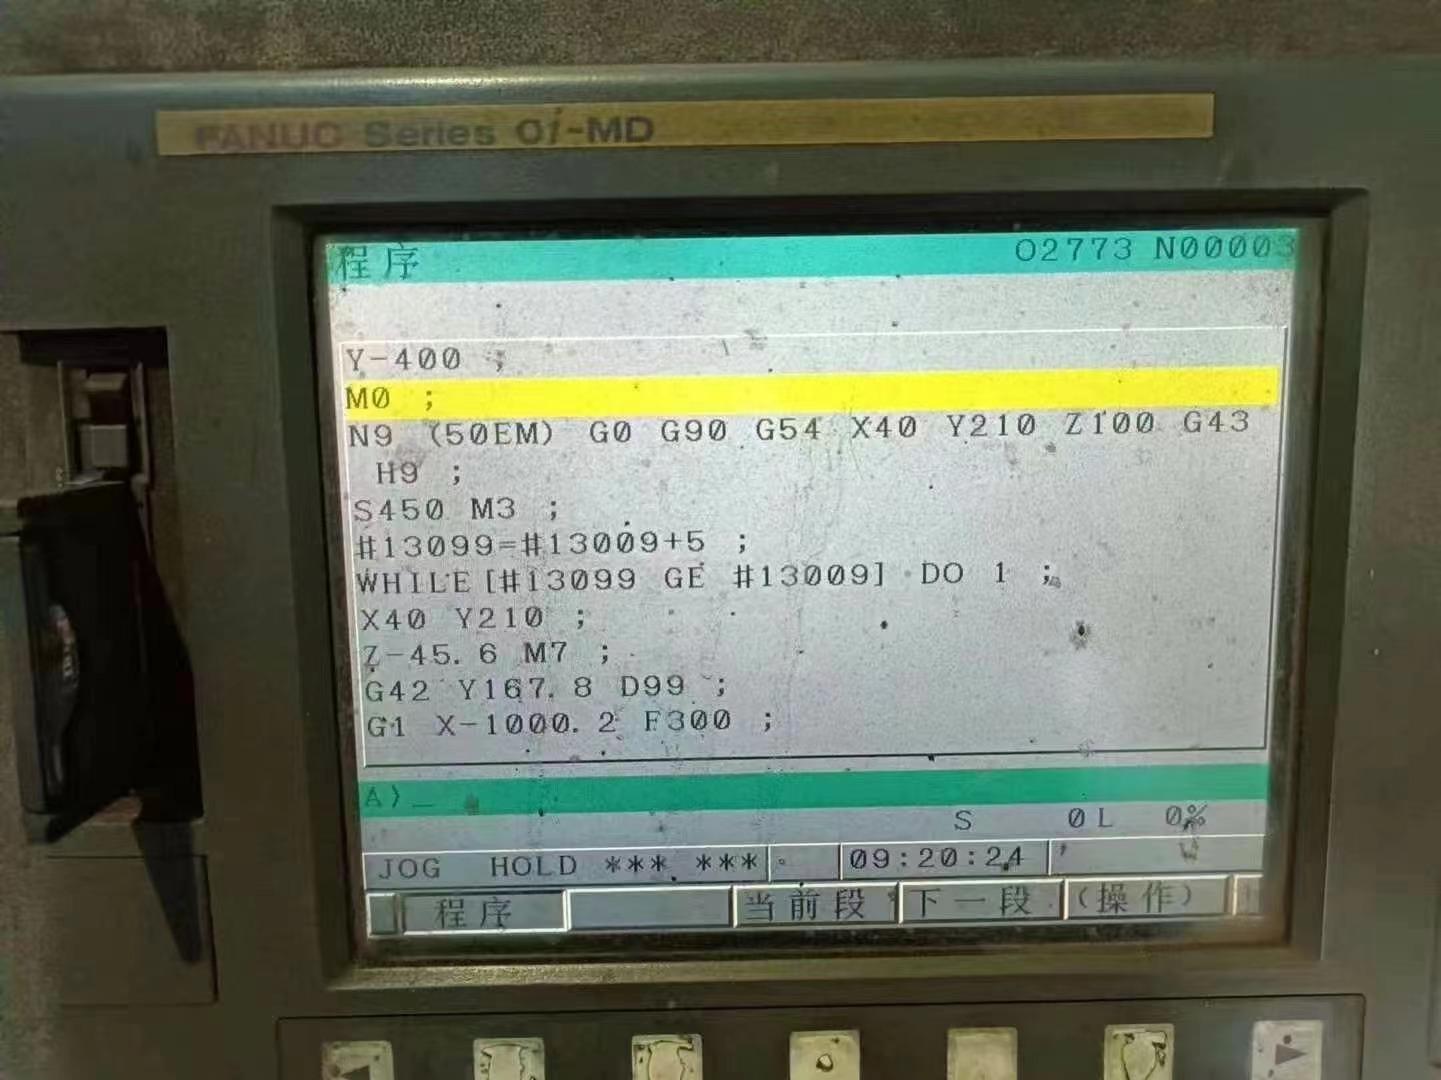 FANUC Series 0i-MD
程序 O2773 N00003
Y-400 ;
M0 ;
N9 (50EM) G0 G90 G54 X40 Y210 Z100 G43
H9 ;
S450 M3 ;
#13099=#13009+5 ;
WHILE[#13099 GE #13009] DO 1 ;
X40 Y210 ;
Z-45.6 M7 ;
G42 Y167.8 D99 ;
G1 X-1000.2 F300 ;
A)_
S 0 L 0%
JOG HOLD *** *** 09:20:24
程序 当前段 下一段 (操作)